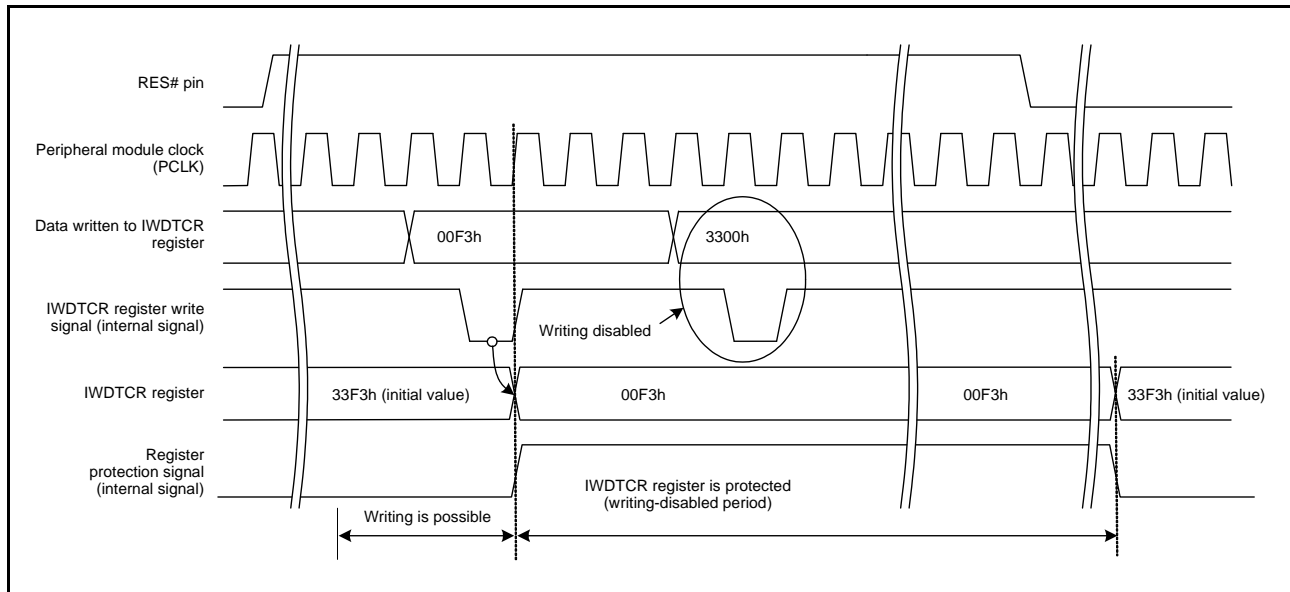 RES# pin
Peripheral module clock
(PCLK)
Data written to IWDTCR
register
00F3h
3300h
IWDTCR register write
signal (internal signal)
Writing disabled
IWDTCR register
33F3h (initial value)
00F3h
00F3h
33F3h (initial value)
Register
protection signal
(internal signal)
IWDTCR register is protected
(writing-disabled period)
Writing is possible